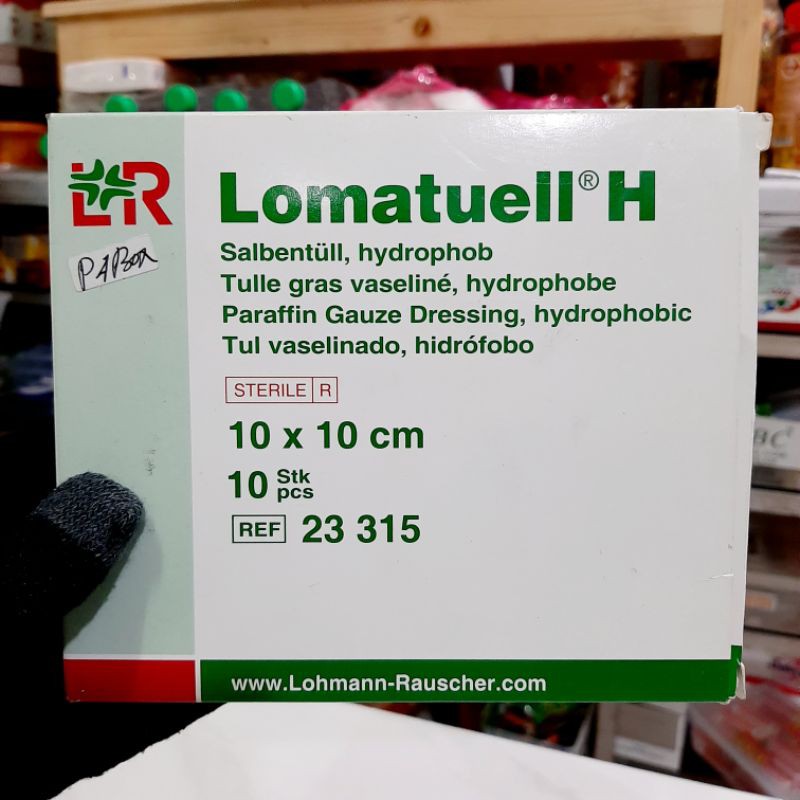 L&R
Lomatuell® H
Salbentüll, hydrophob
Tulle gras vaseliné, hydrophobe
Paraffin Gauze Dressing, hydrophobic
Tul vaselinado, hidrófobo
STERILE R
10 x 10 cm
10 Stk
pcs
REF 23 315
www.Lohmann-Rauscher.com